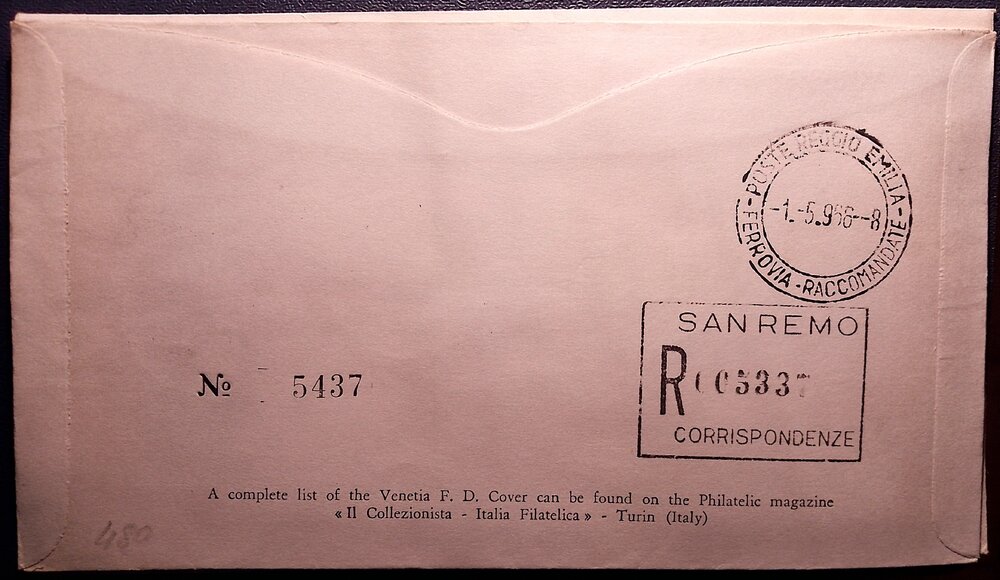 POSTE REGGIO EMILIA
-1.-5.966--8
FERROVIA - RACCOMANDATE
SAN REMO
R 005337
CORRISPONDENZE
No 5437
A complete list of the Venetia F. D. Cover can be found on the Philatelic magazine
« Il Collezionista - Italia Filatelica » - Turin (Italy)
450